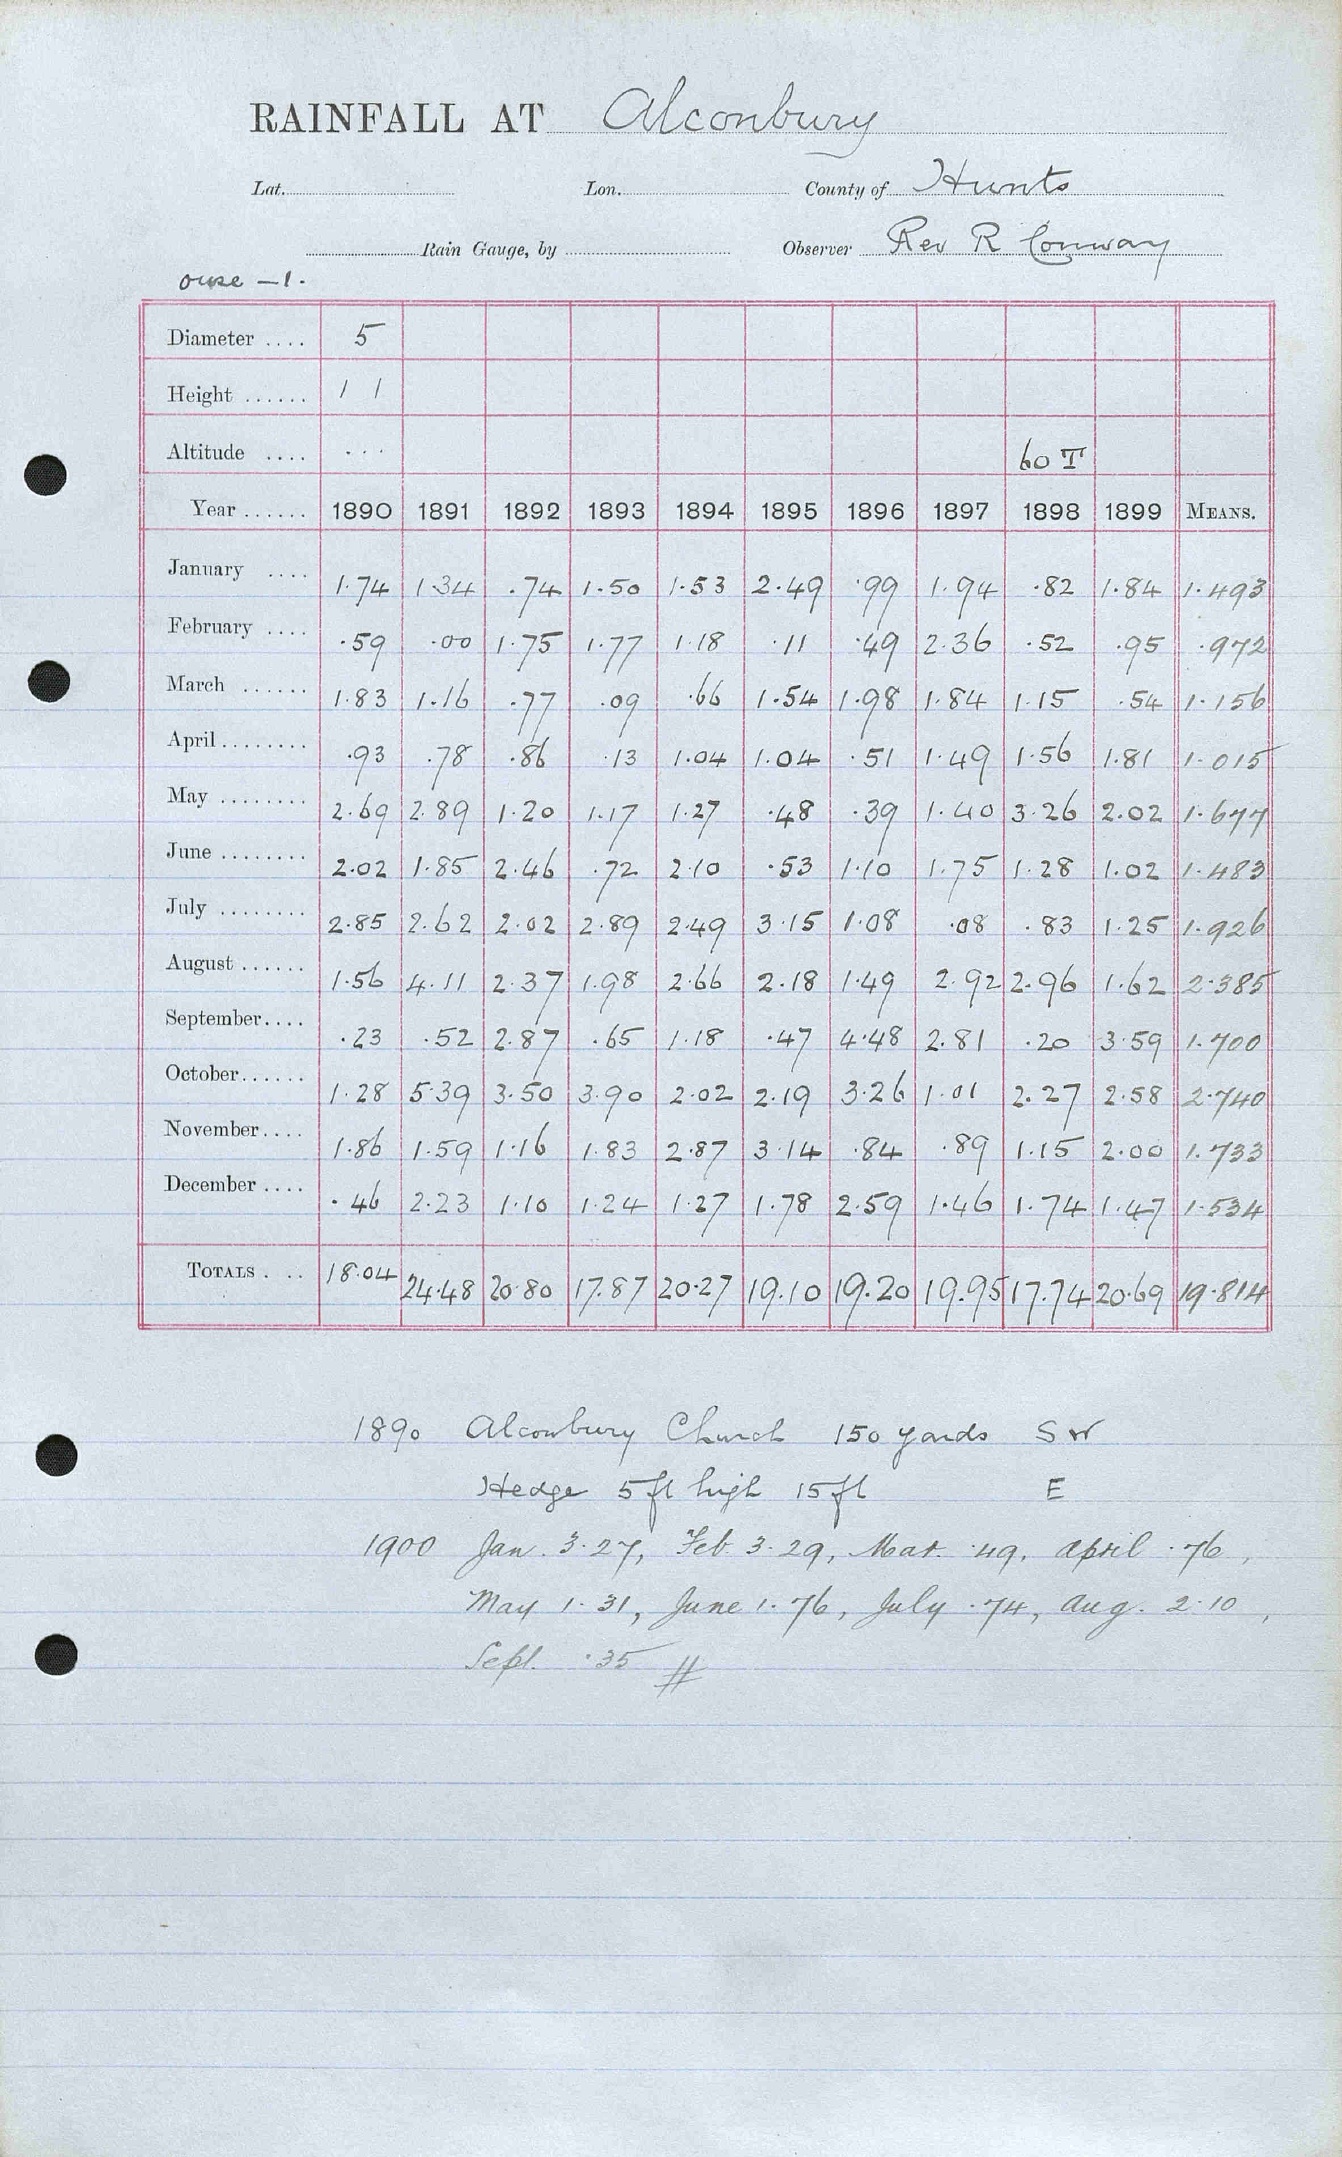 RAINFALL AT Alconbury
Lat. Lon. County of Hunts
Rain Gauge, by Observer Rev R Conway
ouse — 1.
Diameter .... 5
Height ...... 1 1
Altitude .... ... 60 T
Year ...... 1890 1891 1892 1893 1894 1895 1896 1897 1898 1899 MEANS.
January .... 1.74 1.34 .74 1.50 1.53 2.49 .99 1.94 .82 1.84 1.493
February .... .59 .00 1.75 1.77 1.18 .11 .49 2.36 .52 .95 .972
March ...... 1.83 1.16 .77 .09 .66 1.54 1.98 1.84 1.15 .54 1.156
April ........ .93 .78 .86 .13 1.04 1.04 .51 1.49 1.56 1.81 1.015
May ........ 2.69 2.89 1.20 1.17 1.27 .48 .39 1.40 3.26 2.02 1.677
June ........ 2.02 1.85 2.46 .72 2.10 .53 1.10 1.75 1.28 1.02 1.483
July ........ 2.85 2.62 2.02 2.89 2.49 3.15 1.08 .08 .83 1.25 1.926
August ...... 1.56 4.11 2.37 1.98 2.66 2.18 1.49 2.92 2.96 1.62 2.385
September.... .23 .52 2.87 .65 1.18 .47 4.48 2.81 .20 3.59 1.700
October...... 1.28 5.39 3.50 3.90 2.02 2.19 3.26 1.01 2.27 2.58 2.740
November.... 1.86 1.59 1.16 1.83 2.87 3.14 .84 .89 1.15 2.00 1.733
December .... .46 2.23 1.10 1.24 1.27 1.78 2.59 1.46 1.74 1.47 1.534
TOTALS . .. 18.04 24.48 20.80 17.87 20.27 19.10 19.20 19.95 17.74 20.69 19.814
1890 Alconbury Church 150 yards SW
Hedge 5 ft high 15 ft E
1900 Jan. 3.27, Feb. 3.29, Mar. .49, April .76,
May 1.31, June 1.76, July .74, Aug. 2.10,
Sept. .35 //